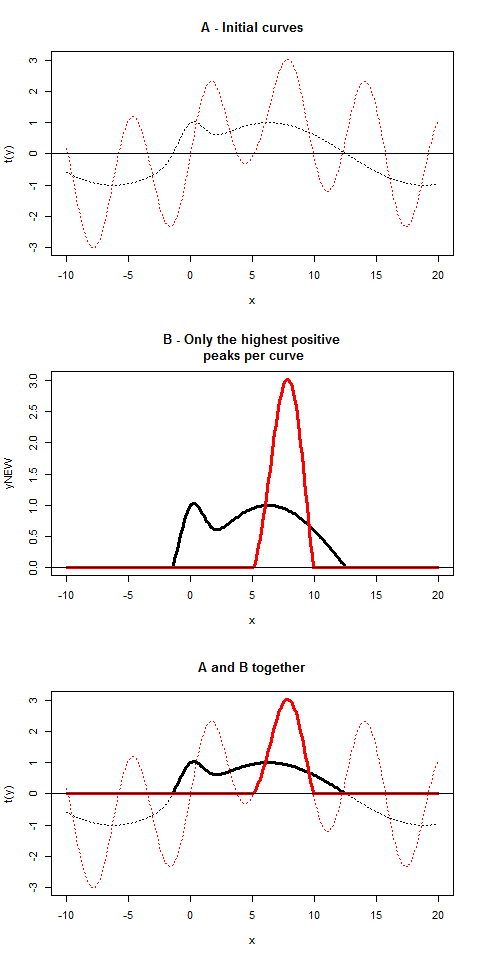 A - Initial curves
3
2
1
0
-1
-2
-3
t(y)
-10 -5 0 5 10 15 20
x
B - Only the highest positive
peaks per curve
3.0
2.5
2.0
1.5
1.0
0.5
0.0
yNEW
-10 -5 0 5 10 15 20
x
A and B together
3
2
1
0
-1
-2
-3
t(y)
-10 -5 0 5 10 15 20
x